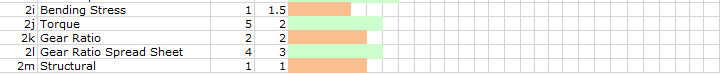 2i Bending Stress 1 1.5
2j Torque 5 2
2k Gear Ratio 2 2
2l Gear Ratio Spread Sheet 4 3
2m Structural 1 1